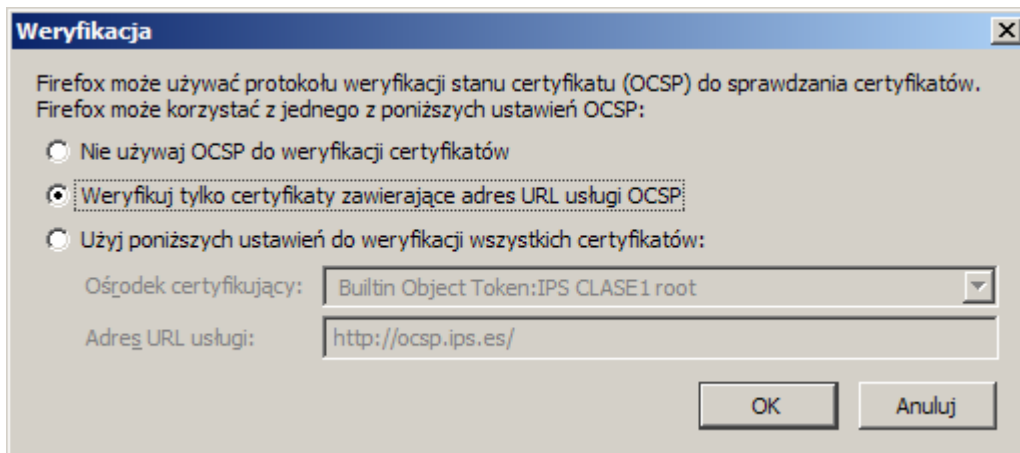 Weryfikacja
Firefox może używać protokołu weryfikacji stanu certyfikatu (OCSP) do sprawdzania certyfikatów.
Firefox może korzystać z jednego z poniższych ustawień OCSP:
Nie używaj OCSP do weryfikacji certyfikatów
Weryfikuj tylko certyfikaty zawierające adres URL usługi OCSP
Użyj poniższych ustawień do weryfikacji wszystkich certyfikatów:
Ośrodek certyfikujący: Builtin Object Token:IPS CLASE1 root
Adres URL usługi: http://ocsp.ips.es/
OK Anuluj